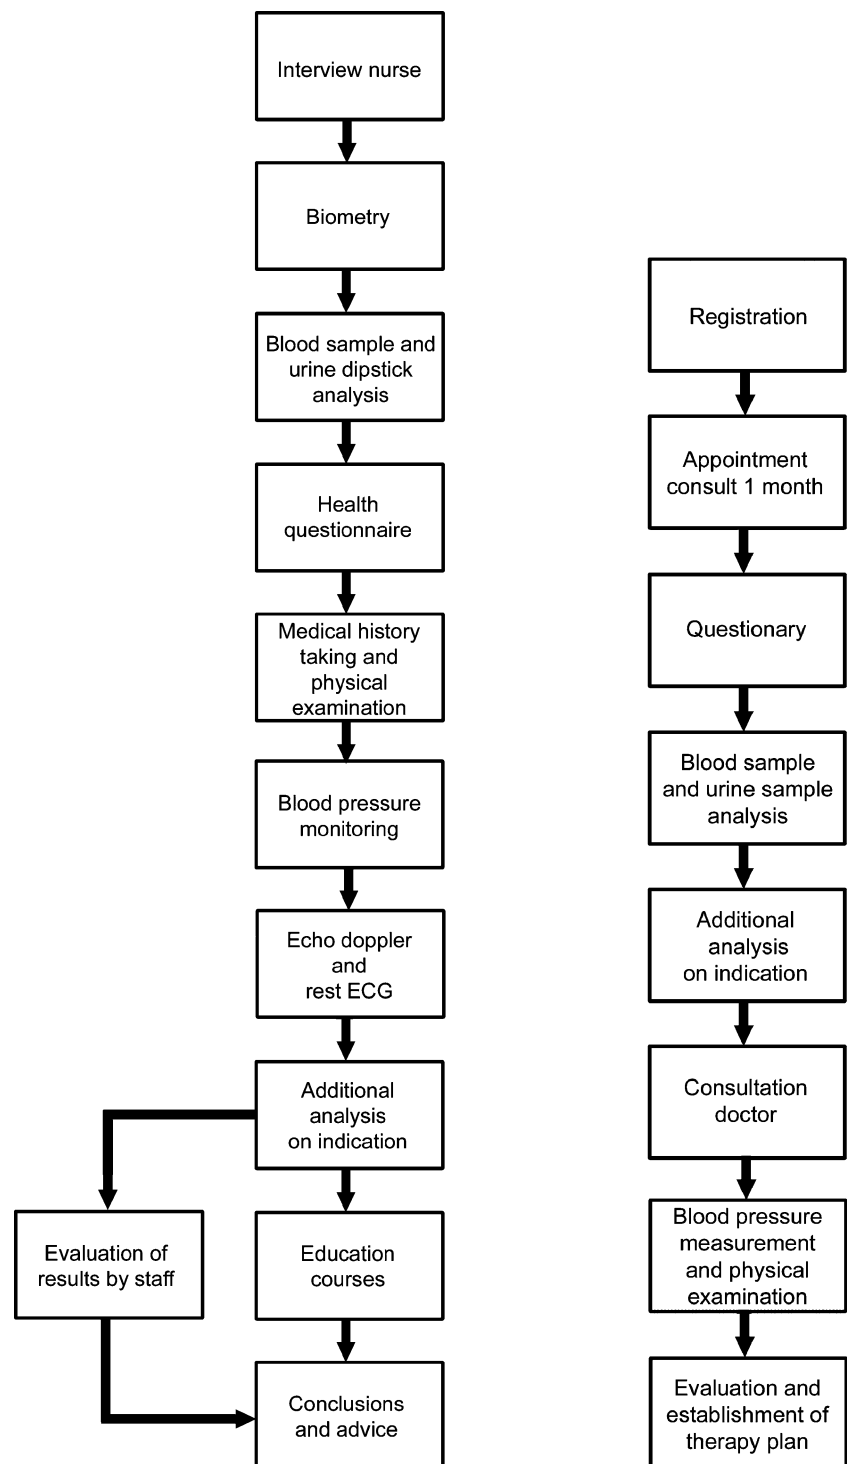 Interview nurse
Biometry
Blood sample and
urine dipstick
analysis
Health
questionnaire
Medical history
taking and
physical
examination
Blood pressure
monitoring
Echo doppler
and
rest ECG
Additional
analysis
on indication
Evaluation of
results by staff
Education
courses
Conclusions
and advice
Registration
Appointment
consult 1 month
Questionary
Blood sample
and urine sample
analysis
Additional
analysis
on indication
Consultation
doctor
Blood pressure
measurement
and physical
examination
Evaluation and
establishment of
therapy plan